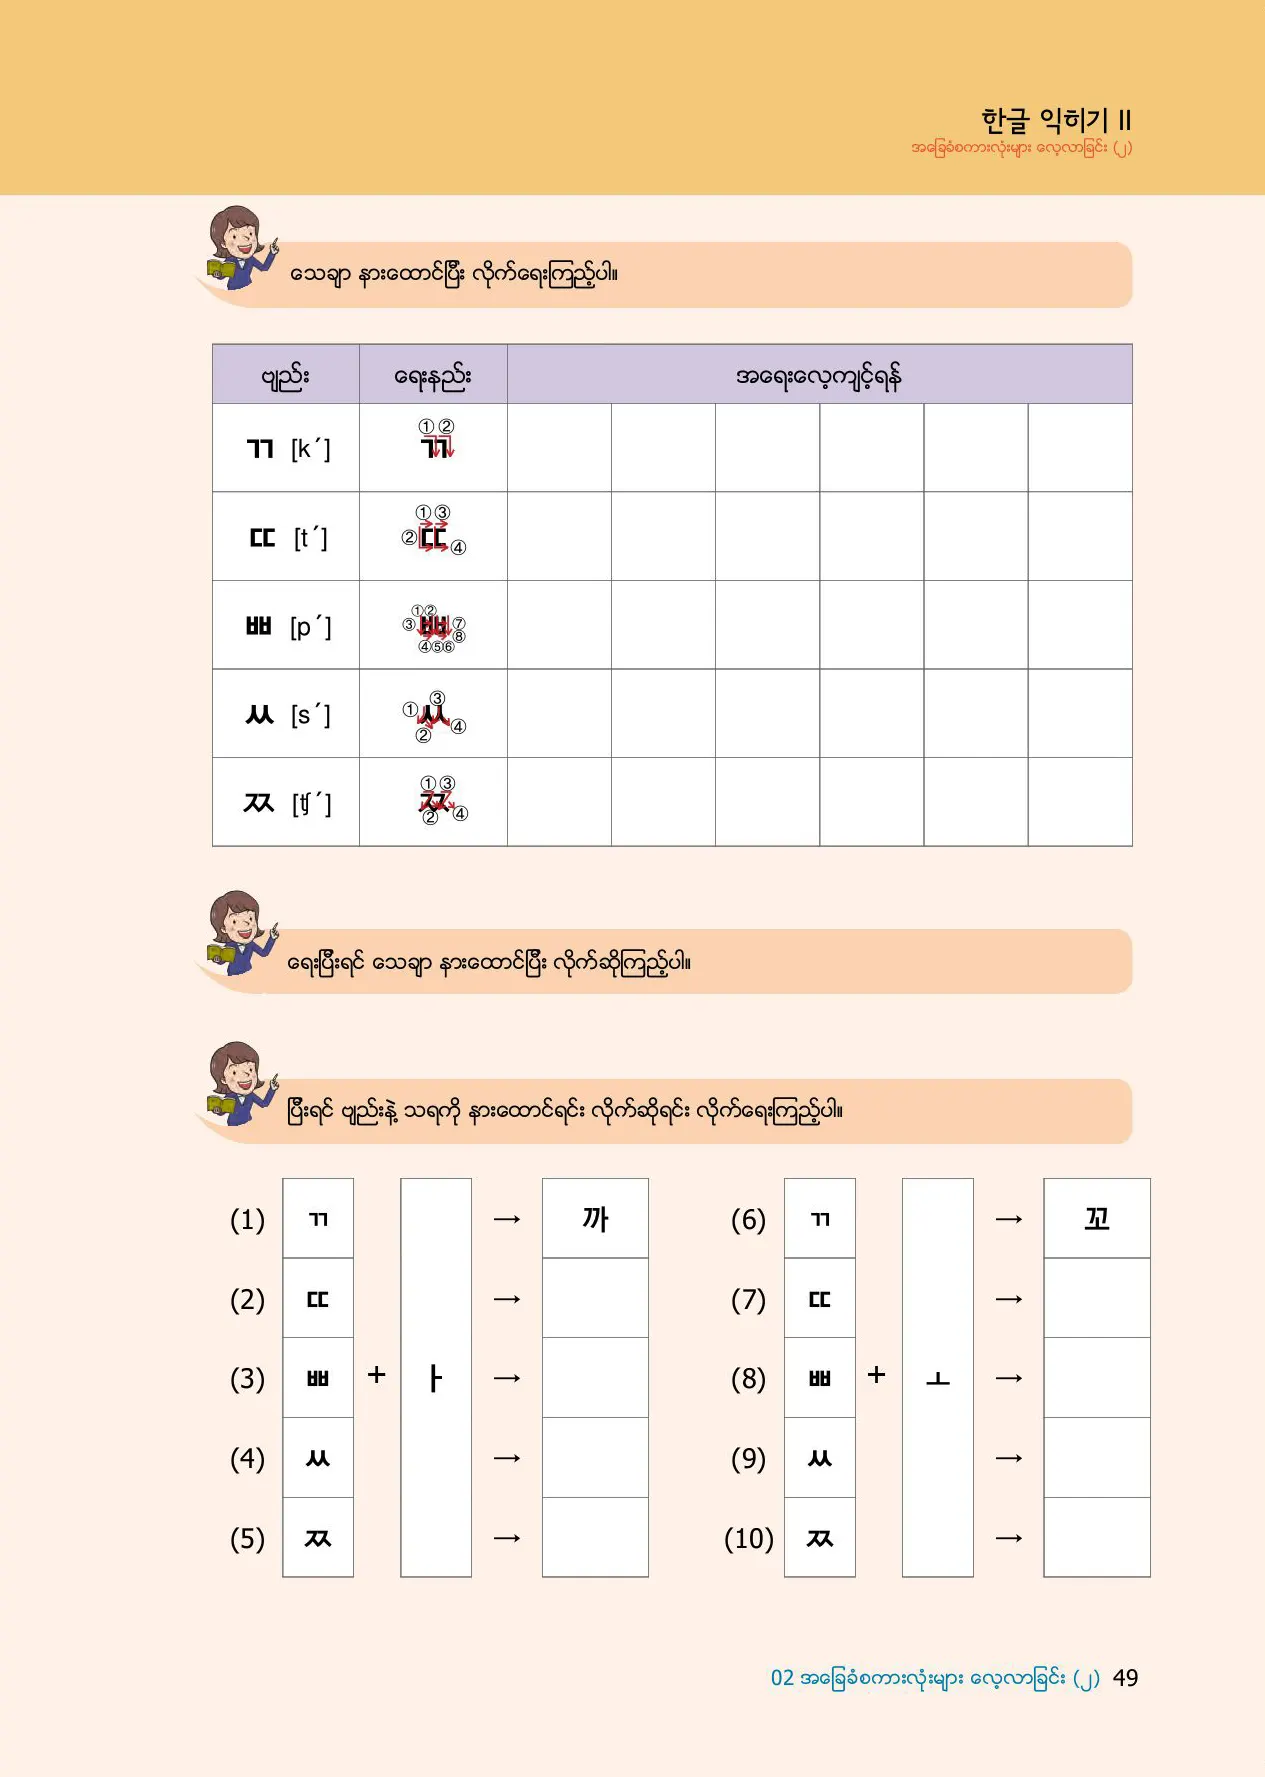 한글 익히기 II
အခြေခံစကားလုံးများ လေ့လာခြင်း (၂)
သေချာ နားထောင်ပြီး လိုက်ရေးကြည့်ပါ။
ဗျည်း ရေးနည်း အရေးလေ့ကျင့်ရန်
ㄲ [k´] ①② ㄲ
ㄸ [t´] ①③ ② ㄸ ④
ㅃ [p´] ①② ③ ㅃ ⑦ ⑧ ④⑤⑥
ㅆ [s´] ① ③ ㅆ ② ④
ㅉ [ʧ´] ①③ ㅉ ② ④
ရေးပြီးရင် သေချာ နားထောင်ပြီး လိုက်ဆိုကြည့်ပါ။
ပြီးရင် ဗျည်းနဲ့ သရကို နားထောင်ရင်း လိုက်ဆိုရင်း လိုက်ရေးကြည့်ပါ။
(1) ㄲ → 까 (6) ㄲ → 꼬
(2) ㄸ → (7) ㄸ →
(3) ㅃ + ㅏ → (8) ㅃ + ㅗ →
(4) ㅆ → (9) ㅆ →
(5) ㅉ → (10) ㅉ →
02 အခြေခံစကားလုံးများ လေ့လာခြင်း (၂) 49